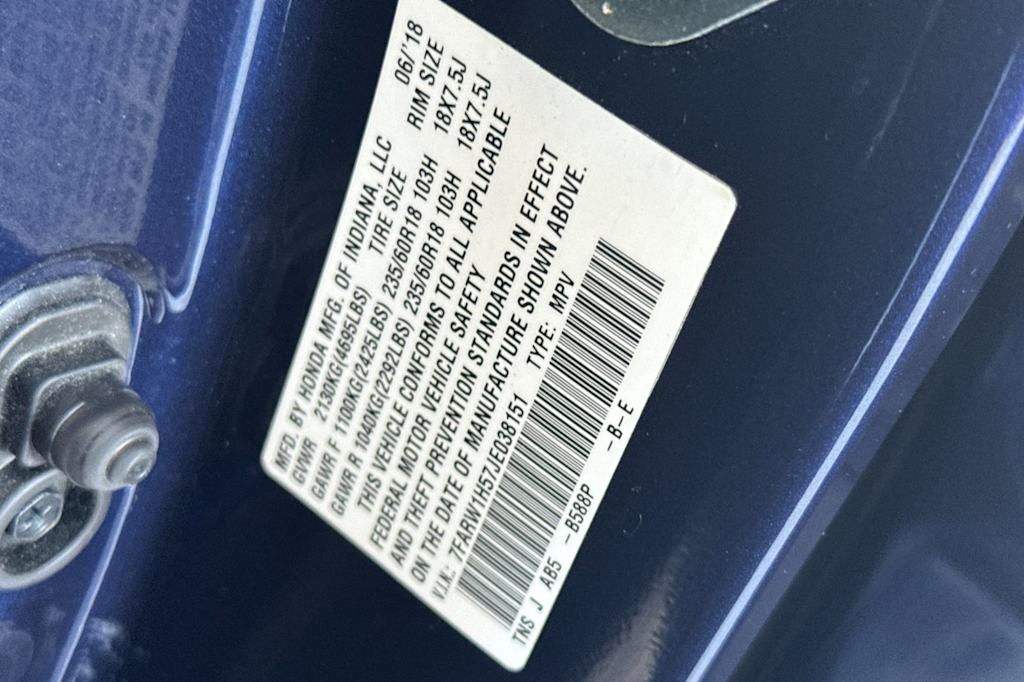 MFD. BY HONDA MFG. OF INDIANA, LLC 06/'18
GVWR 2130KG(4695LBS) TIRE SIZE RIM SIZE
GAWR F 1100KG(2425LBS) 235/60R18 103H 18X7.5J
GAWR R 1040KG(2292LBS) 235/60R18 103H 18X7.5J
THIS VEHICLE CONFORMS TO ALL APPLICABLE
FEDERAL MOTOR VEHICLE SAFETY
AND THEFT PREVENTION STANDARDS IN EFFECT
ON THE DATE OF MANUFACTURE SHOWN ABOVE.
V.I.N.: 7FARW1H57JE038151 TYPE: MPV
TNS J AB5 -B588P -B-E